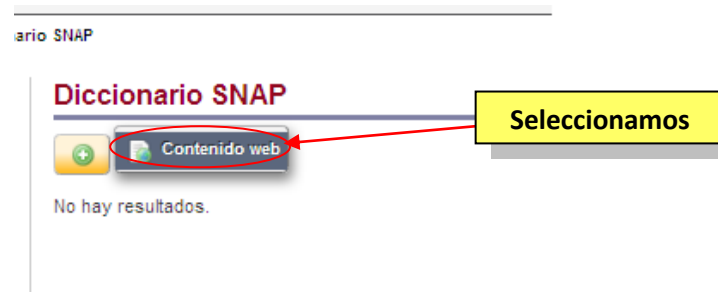 ario SNAP
Diccionario SNAP
Seleccionamos
Contenido web
No hay resultados.